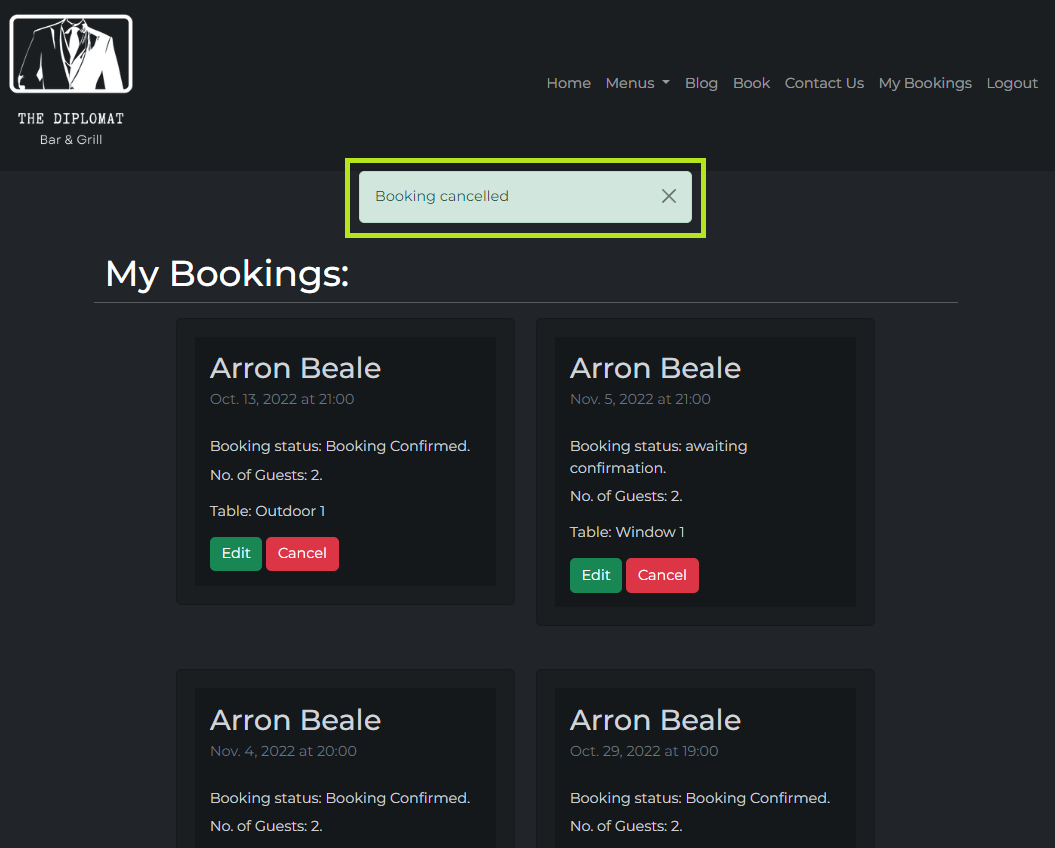 THE DIPLOMAT
Bar & Grill
Home Menus Blog Book Contact Us My Bookings Logout
Booking cancelled
My Bookings:
Arron Beale
Oct. 13, 2022 at 21:00
Booking status: Booking Confirmed.
No. of Guests: 2.
Table: Outdoor 1
Edit Cancel
Arron Beale
Nov. 5, 2022 at 21:00
Booking status: awaiting
confirmation.
No. of Guests: 2.
Table: Window 1
Edit Cancel
Arron Beale
Nov. 4, 2022 at 20:00
Booking status: Booking Confirmed.
No. of Guests: 2.
Arron Beale
Oct. 29, 2022 at 19:00
Booking status: Booking Confirmed.
No. of Guests: 2.